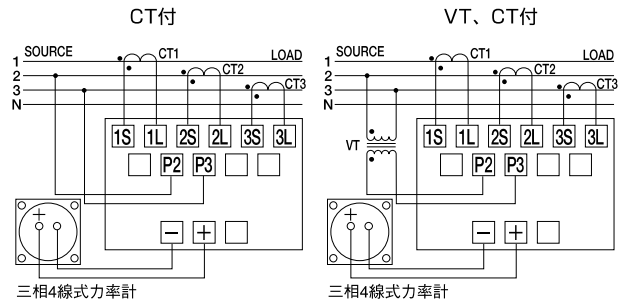 CT付
SOURCE
LOAD
1
2
3
N
CT1
CT2
CT3
1S 1L 2S 2L 3S 3L
P2 P3
− +
+
三相4線式力率計
VT、CT付
SOURCE
LOAD
1
2
3
N
CT1
CT2
CT3
VT
1S 1L 2S 2L 3S 3L
P2 P3
− +
+
三相4線式力率計